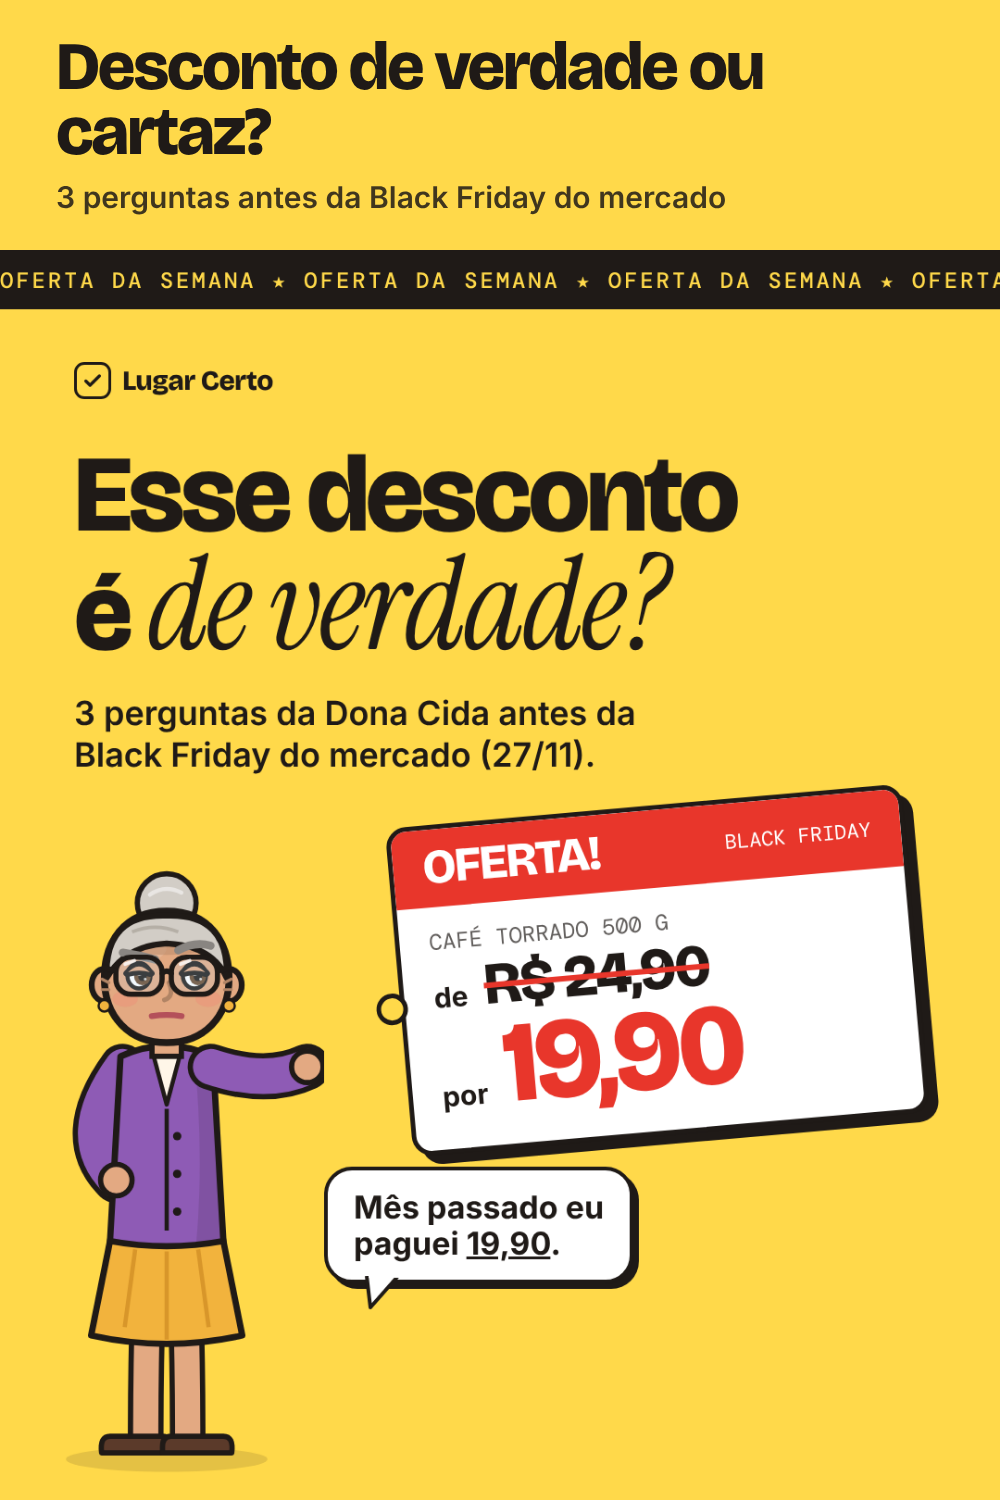 Desconto de verdade ou
cartaz?
3 perguntas antes da Black Friday do mercado
OFERTA DA SEMANA ★ OFERTA DA SEMANA ★ OFERTA DA SEMANA ★ OFERTA
Lugar Certo
Esse desconto
é de verdade?
3 perguntas da Dona Cida antes da
Black Friday do mercado (27/11).
OFERTA! BLACK FRIDAY
CAFÉ TORRADO 500 G
de R$ 24,90
por 19,90
Mês passado eu
paguei 19,90.